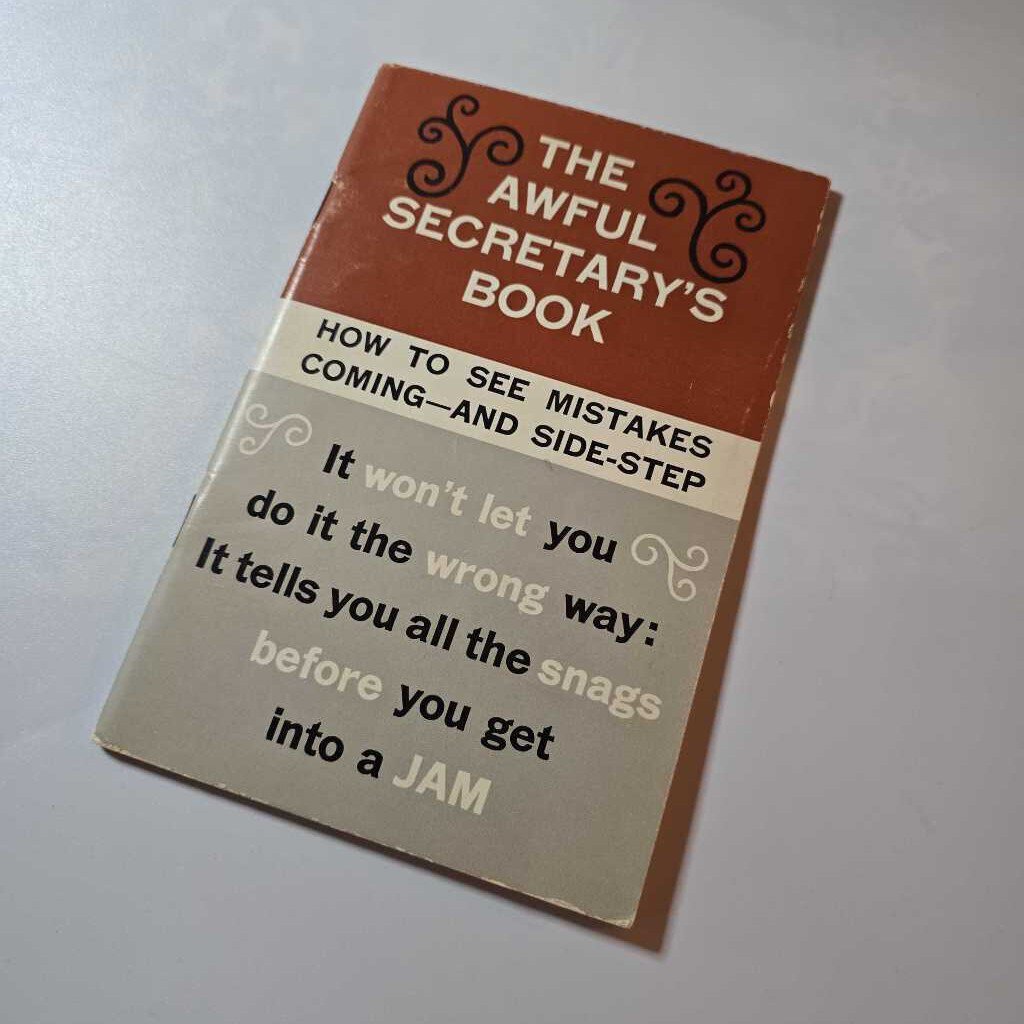 THE
AWFUL
SECRETARY'S
BOOK
HOW TO SEE MISTAKES
COMING—AND SIDE-STEP
It won't let you
do it the wrong way:
It tells you all the snags
before you get
into a JAM